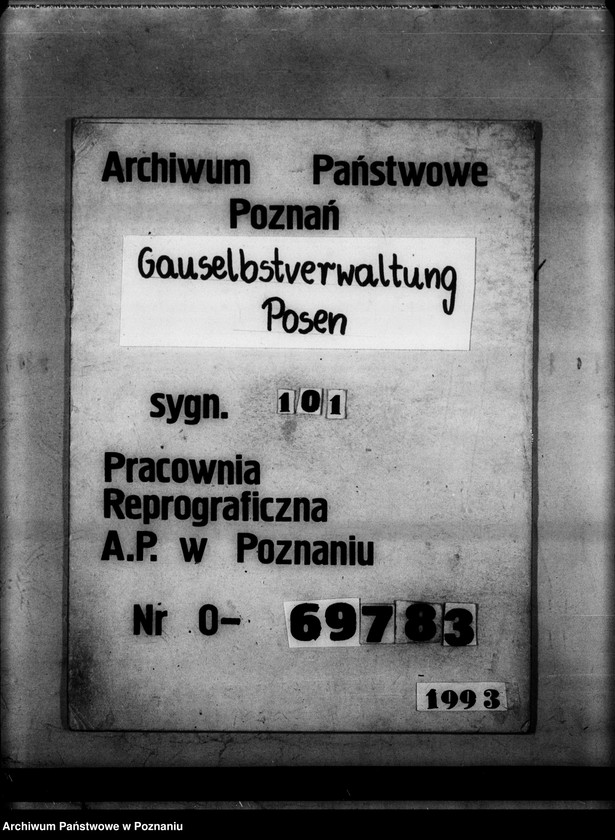 Archiwum Państwowe
Poznań
Gauselbstverwaltung
Posen
sygn. 101
Pracownia
Reprograficzna
A.P. w Poznaniu
Nr 0- 69783
1993
Archiwum Państwowe w Poznaniu